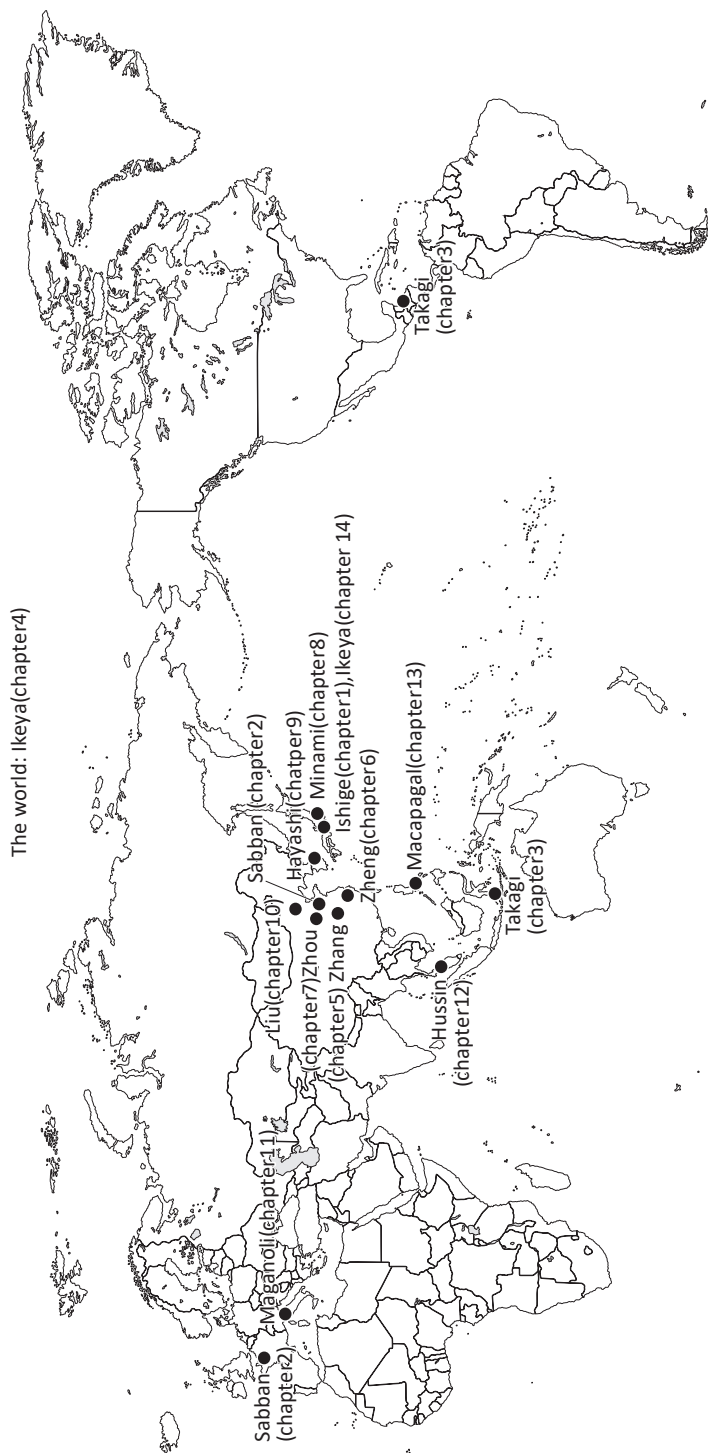 The world: Ikeya(chapter4)
Sabban(chapter2)
Hayashi(chatper9)
Minami(chapter8)
Ishige(chapter1),Ikeya(chapter 14)
Zheng(chapter6)
Liu(chapter10)
(chapter7)Zhou
(chapter5) Zhang
Macapagal(chapter13)
Takagi
(chapter3)
Hussin
(chapter12)
Maganoli(chapter11)
Sabban
(chapter2)
Takagi
(chapter3)